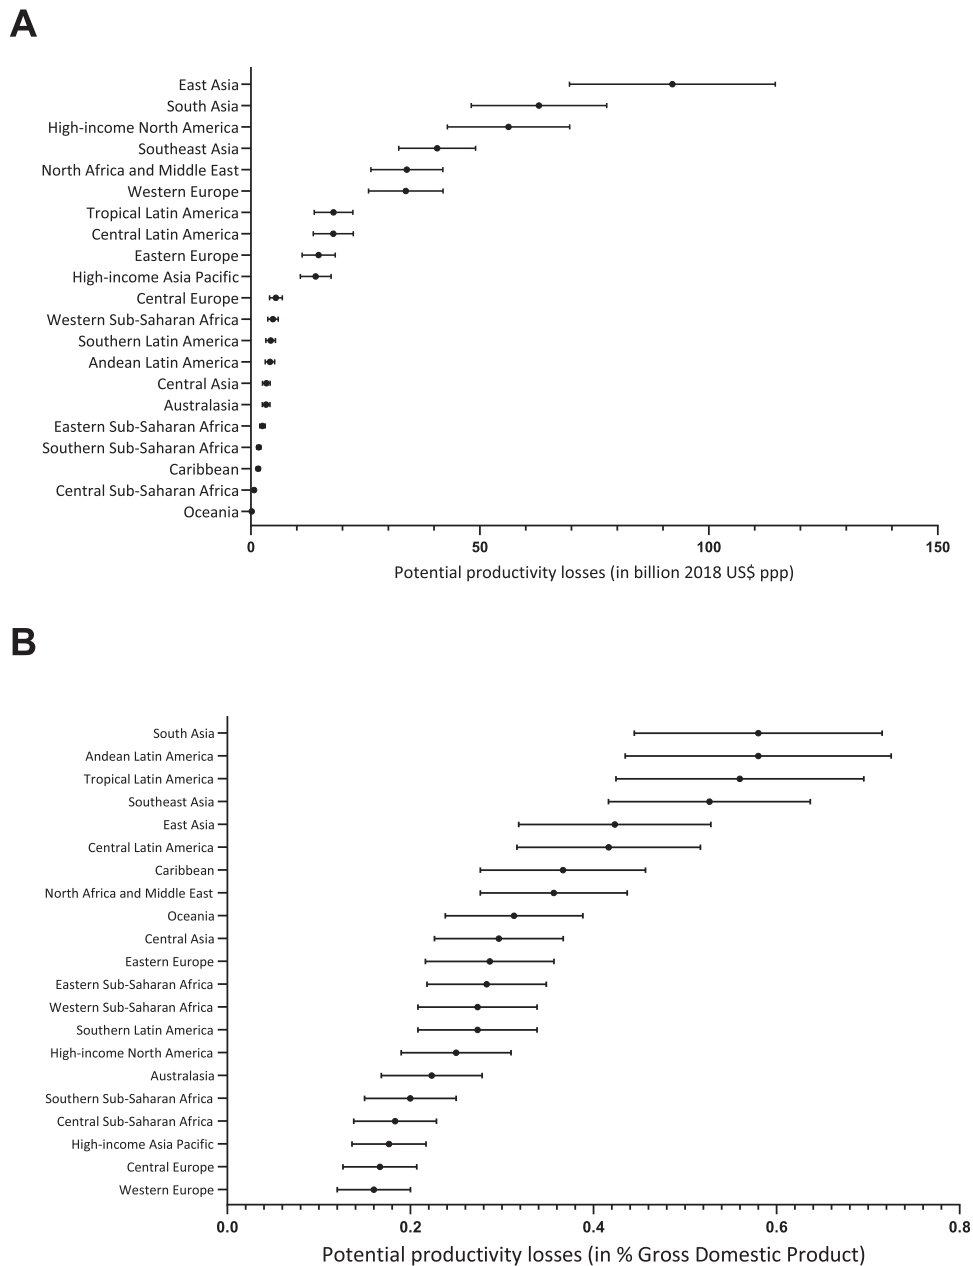 A
East Asia
South Asia
High-income North America
Southeast Asia
North Africa and Middle East
Western Europe
Tropical Latin America
Central Latin America
Eastern Europe
High-income Asia Pacific
Central Europe
Western Sub-Saharan Africa
Southern Latin America
Andean Latin America
Central Asia
Australasia
Eastern Sub-Saharan Africa
Southern Sub-Saharan Africa
Caribbean
Central Sub-Saharan Africa
Oceania
0 50 100 150
Potential productivity losses (in billion 2018 US$ ppp)
B
South Asia
Andean Latin America
Tropical Latin America
Southeast Asia
East Asia
Central Latin America
Caribbean
North Africa and Middle East
Oceania
Central Asia
Eastern Europe
Eastern Sub-Saharan Africa
Western Sub-Saharan Africa
Southern Latin America
High-income North America
Australasia
Southern Sub-Saharan Africa
Central Sub-Saharan Africa
High-income Asia Pacific
Central Europe
Western Europe
0.0 0.2 0.4 0.6 0.8
Potential productivity losses (in % Gross Domestic Product)